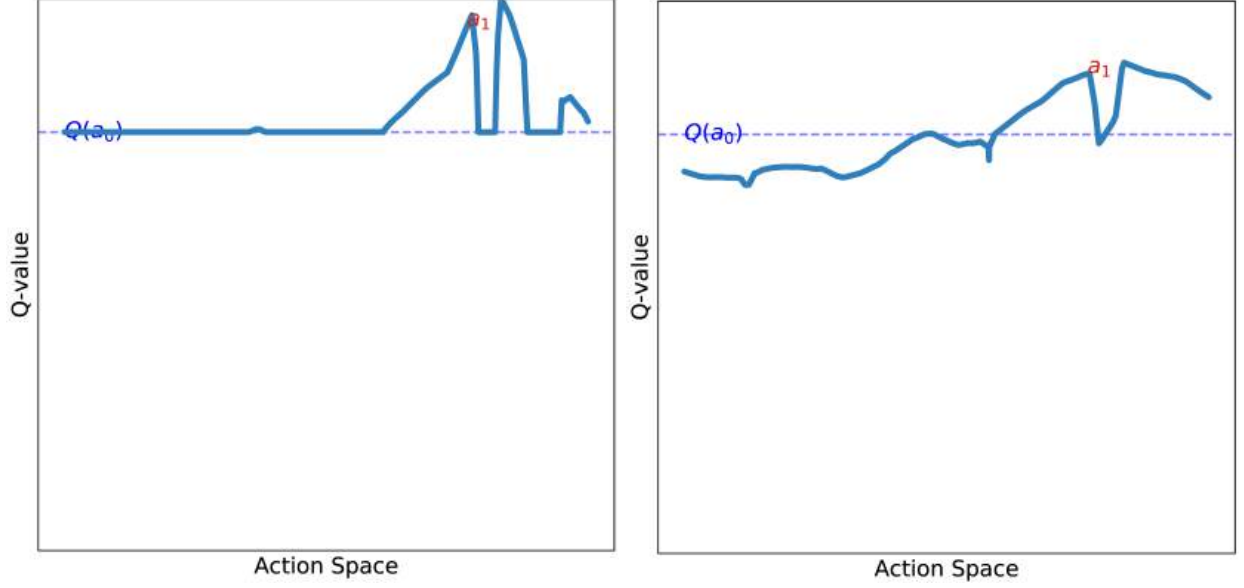 a₁
Q(a₀)
Q-value
Action Space
a₁
Q(a₀)
Q-value
Action Space